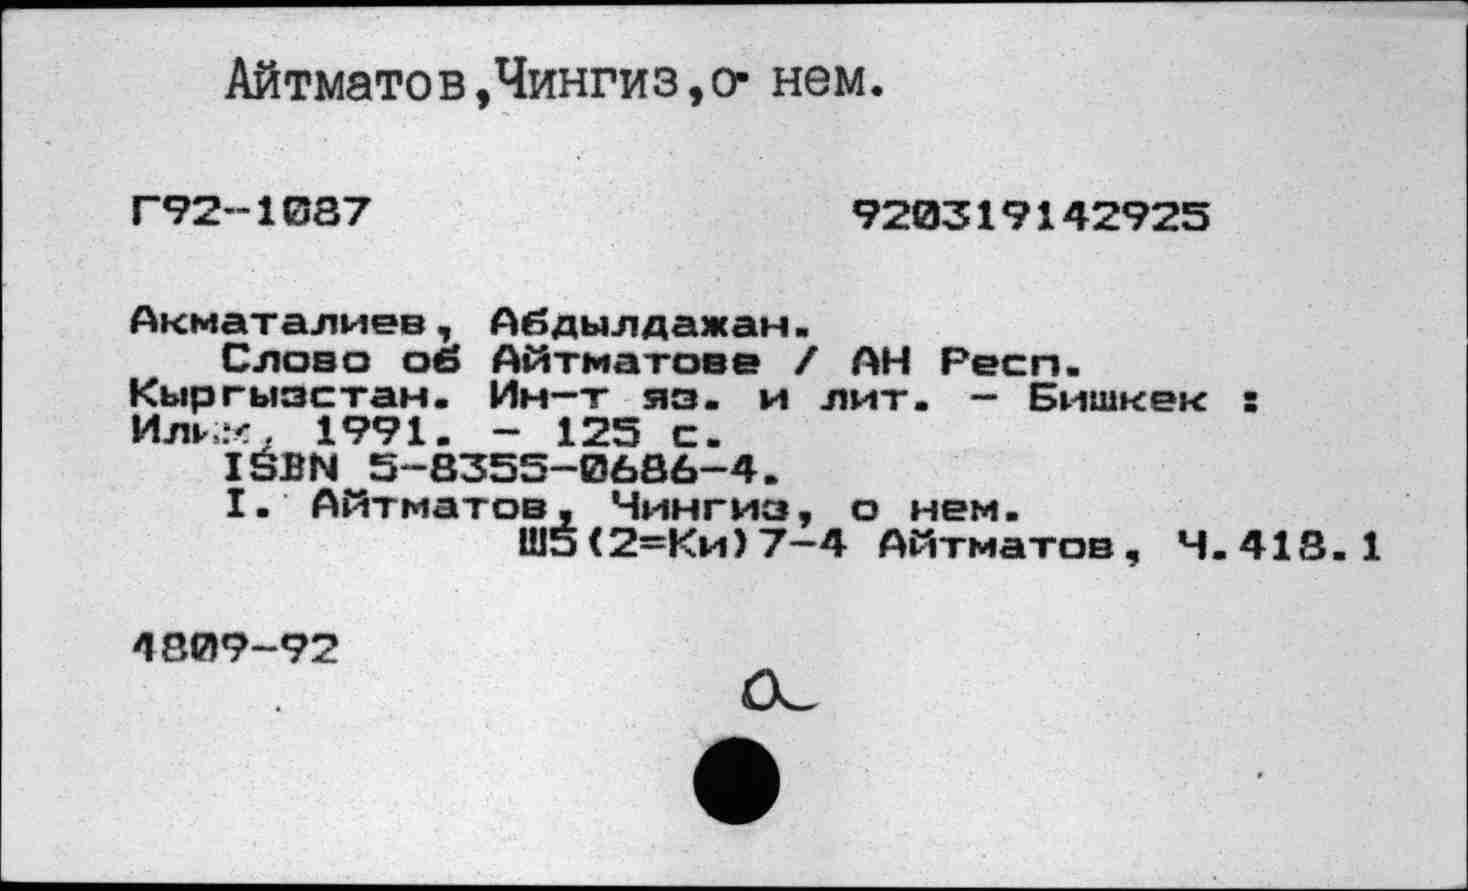 Айтматов,Чингиз,о нем.
Г92-1087 920319142925
Акматалиев, Абдылдажан.
Слово об Айтматове / АН Респ.
Кыргызстан. Ин-т яз. и лит. - Бишкек :
1991. - 125 с.
ISBN 5-8355-0686-4.
I. Айтматов, Чингиз, о нем.
Ш5(2=Ки)7-4 Айтматов, Ч.418.1
4809-92
а